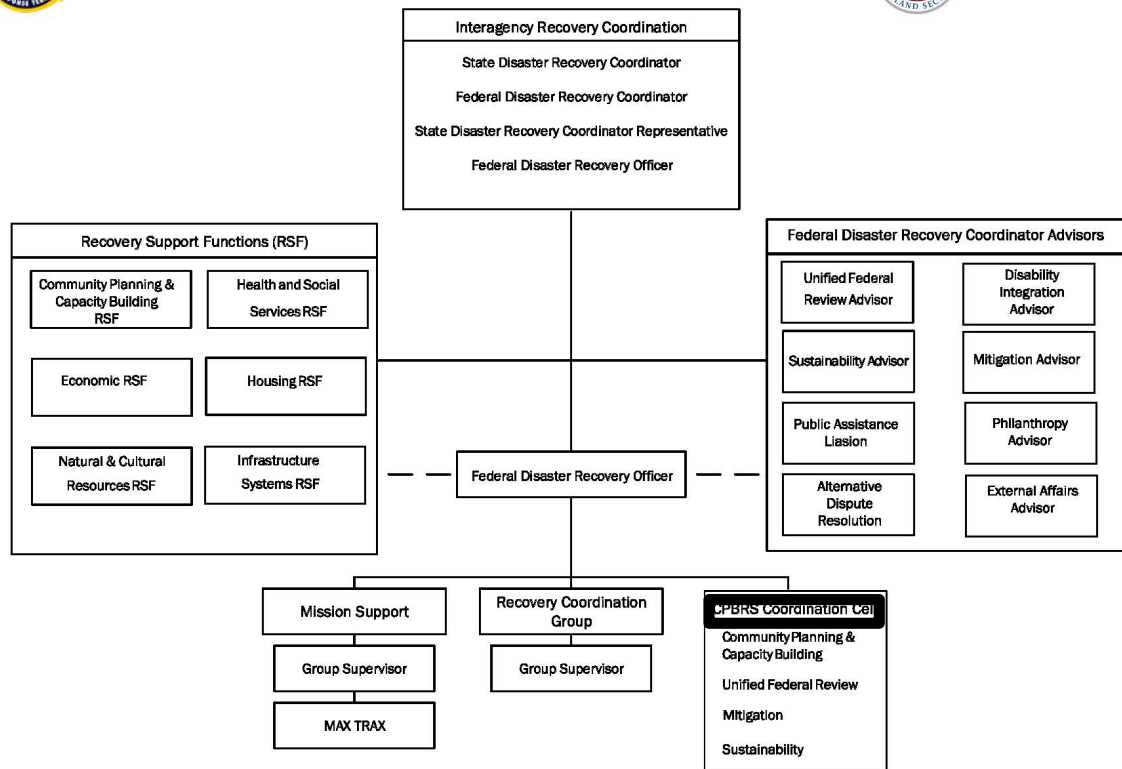 PONSE TEA
LAND SEC
Interagency Recovery Coordination
State Disaster Recovery Coordinator
Federal Disaster Recovery Coordinator
State Disaster Recovery Coordinator Representative
Federal Disaster Recovery Officer
Recovery Support Functions (RSF)
Community Planning &
Capacity Building
RSF
Health and Social
Services RSF
Economic RSF
Housing RSF
Natural & Cultural
Resources RSF
Infrastructure
Systems RSF
Federal Disaster Recovery Coordinator Advisors
Unified Federal
Review Advisor
Disability
Integration
Advisor
Sustainability Advisor
Mitigation Advisor
Public Assistance
Liasion
Philanthropy
Advisor
Alternative
Dispute
Resolution
External Affairs
Advisor
Federal Disaster Recovery Officer
Mission Support
Group Supervisor
MAX TRAX
Recovery Coordination
Group
Group Supervisor
CPBRS Coordination Cel
Community Planning &
Capacity Building
Unified Federal Review
Mitigation
Sustainability